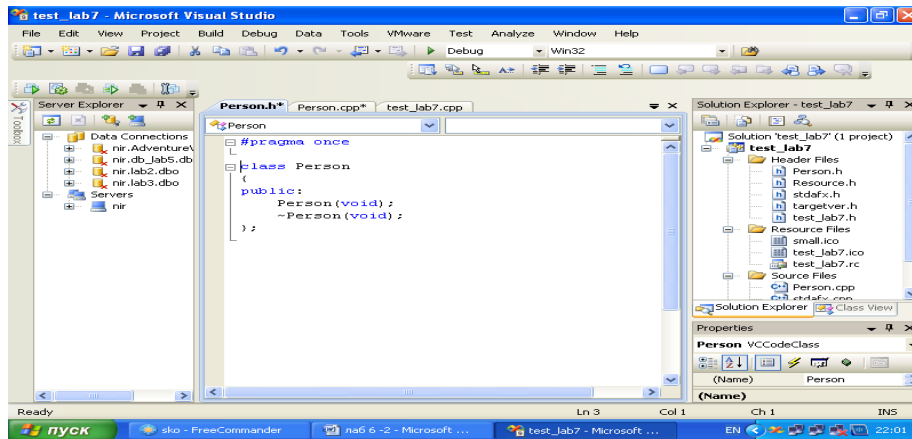 test_lab7 - Microsoft Visual Studio
File Edit View Project Build Debug Data Tools VMware Test Analyze Window Help
Debug Win32
Server Explorer
Person.h* Person.cpp* test_lab7.cpp
Solution Explorer - test_lab7
Toolbox
Person
Data Connections
nir.Adventure
nir.db_lab5.db
nir.lab2.dbo
nir.lab3.dbo
Servers
nir
#pragma once
class Person
{
public:
Person(void);
~Person(void);
};
Solution 'test_lab7' (1 project)
test_lab7
Header Files
Person.h
Resource.h
stdafx.h
targetver.h
test_lab7.h
Resource Files
small.ico
test_lab7.ico
test_lab7.rc
Source Files
Person.cpp
stdafx.cpp
Solution Explorer Class View
Properties
Person VCCodeClass
(Name) Person
(Name)
Ready Ln 3 Col 1 Ch 1 INS
пуск sko - FreeCommander лаб 6 -2 - Microsoft ... test_lab7 - Microsoft ... EN 22:01